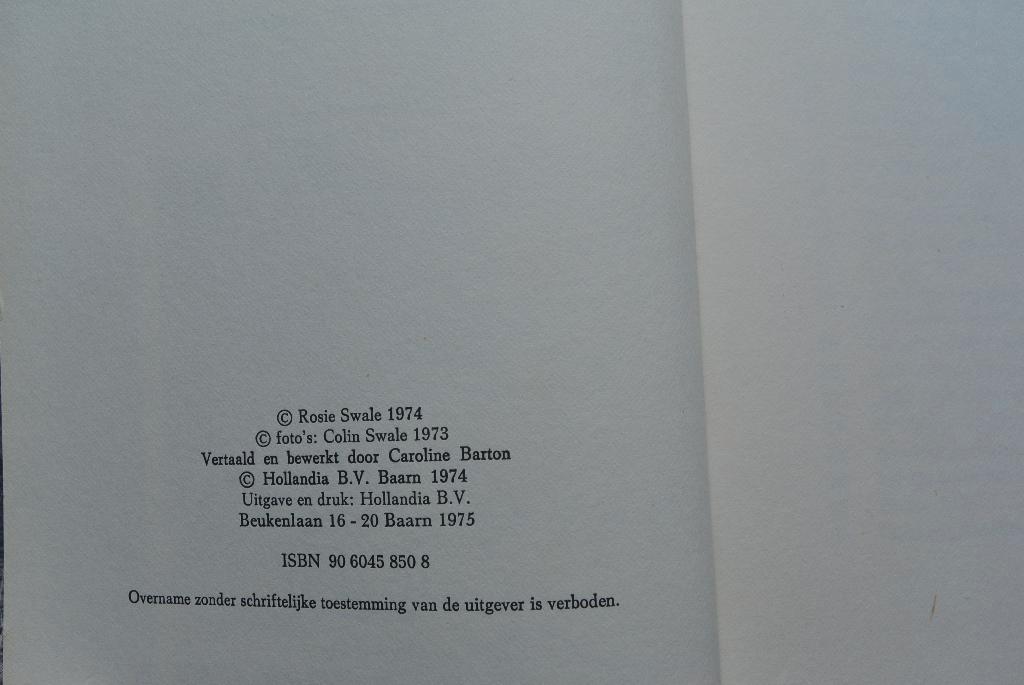 © Rosie Swale 1974
© foto's: Colin Swale 1973
Vertaald en bewerkt door Caroline Barton
© Hollandia B.V. Baarn 1974
Uitgave en druk: Hollandia B.V.
Beukenlaan 16 - 20 Baarn 1975
ISBN 90 6045 850 8
Overname zonder schriftelijke toestemming van de uitgever is verboden.